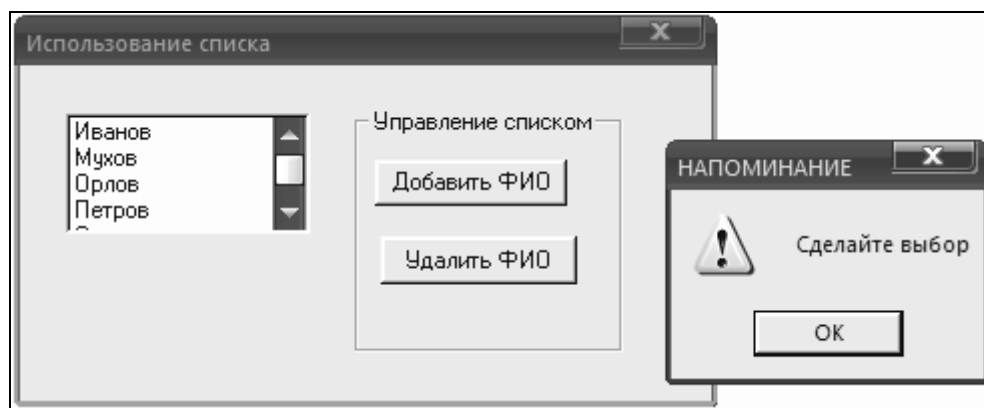 Использование списка
Иванов
Мухов
Орлов
Петров
Управление списком
Добавить ФИО
Удалить ФИО
НАПОМИНАНИЕ
Сделайте выбор
OK